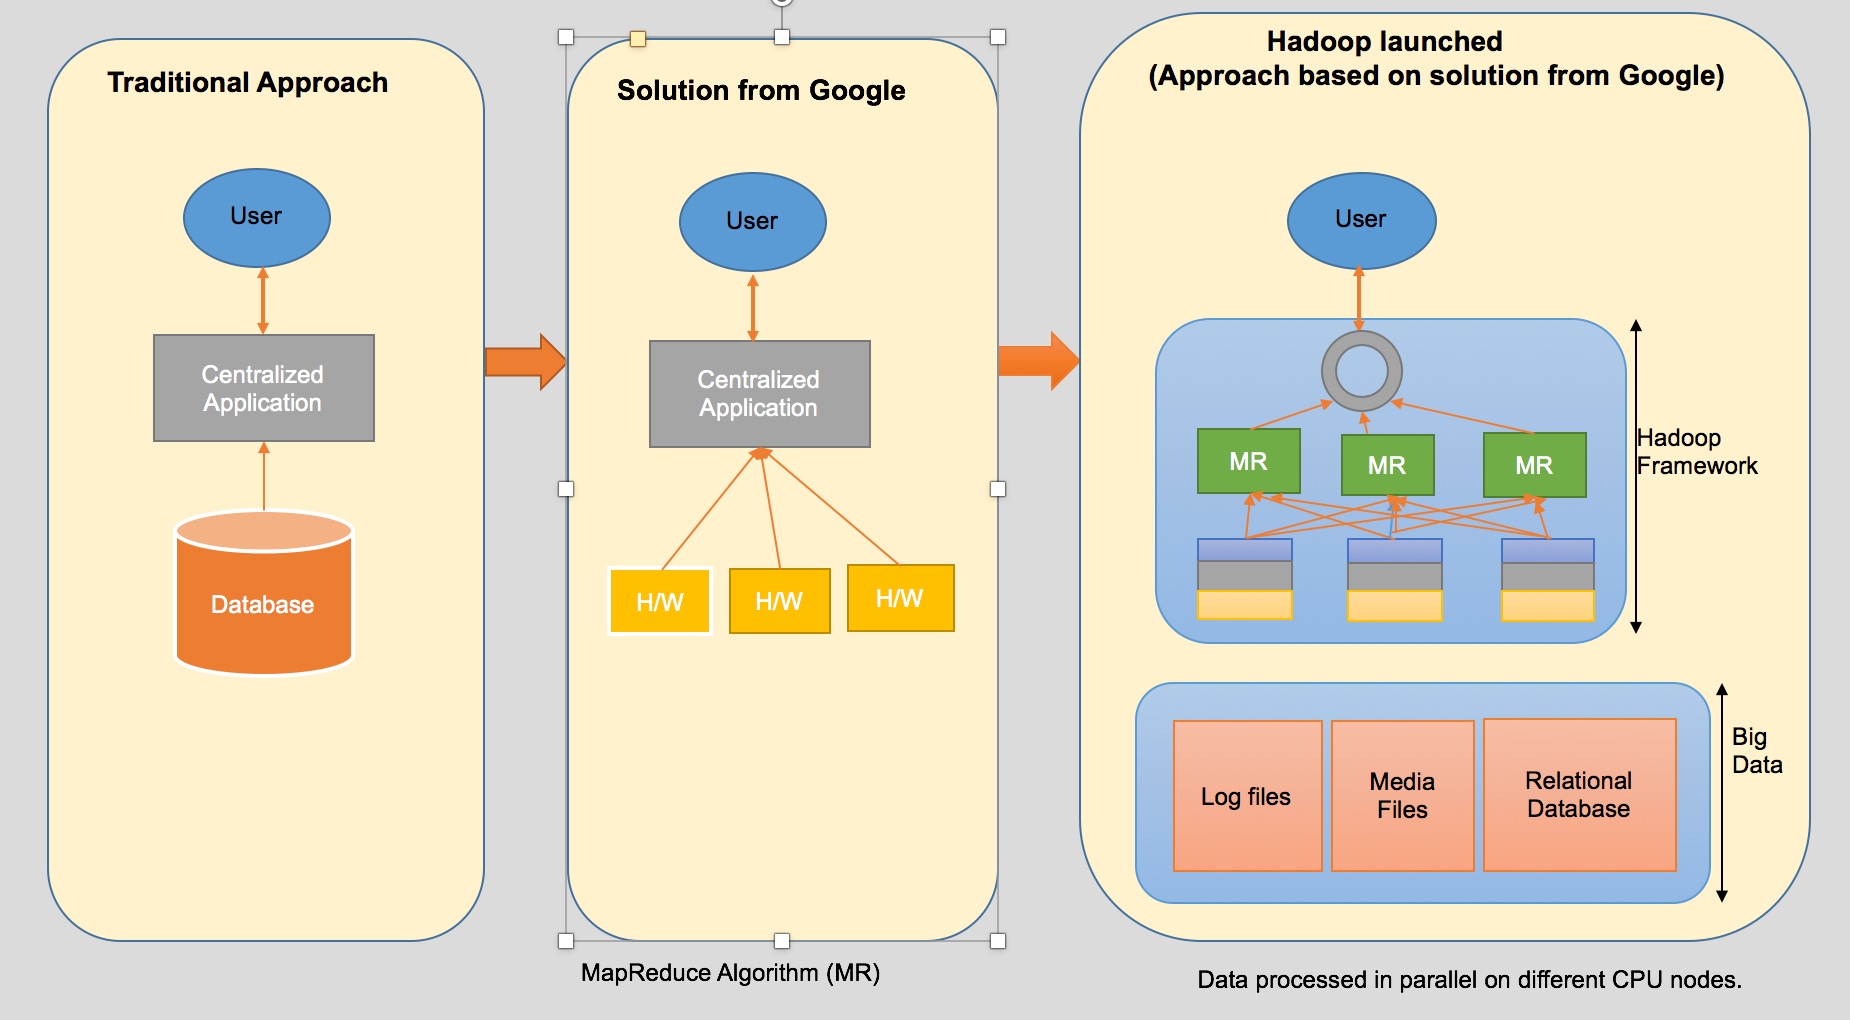 Traditional Approach
User
Centralized
Application
Database
Solution from Google
User
Centralized
Application
H/W
H/W
H/W
MapReduce Algorithm (MR)
Hadoop launched
(Approach based on solution from Google)
User
MR
MR
MR
Hadoop
Framework
Log files
Media
Files
Relational
Database
Big
Data
Data processed in parallel on different CPU nodes.